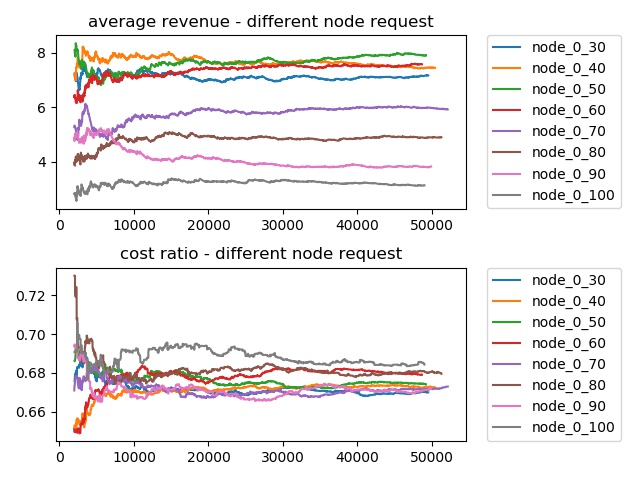 average revenue - different node request
8
6
4
0 10000 20000 30000 40000 50000
node_0_30
node_0_40
node_0_50
node_0_60
node_0_70
node_0_80
node_0_90
node_0_100
cost ratio - different node request
0.72
0.70
0.68
0.66
0 10000 20000 30000 40000 50000
node_0_30
node_0_40
node_0_50
node_0_60
node_0_70
node_0_80
node_0_90
node_0_100